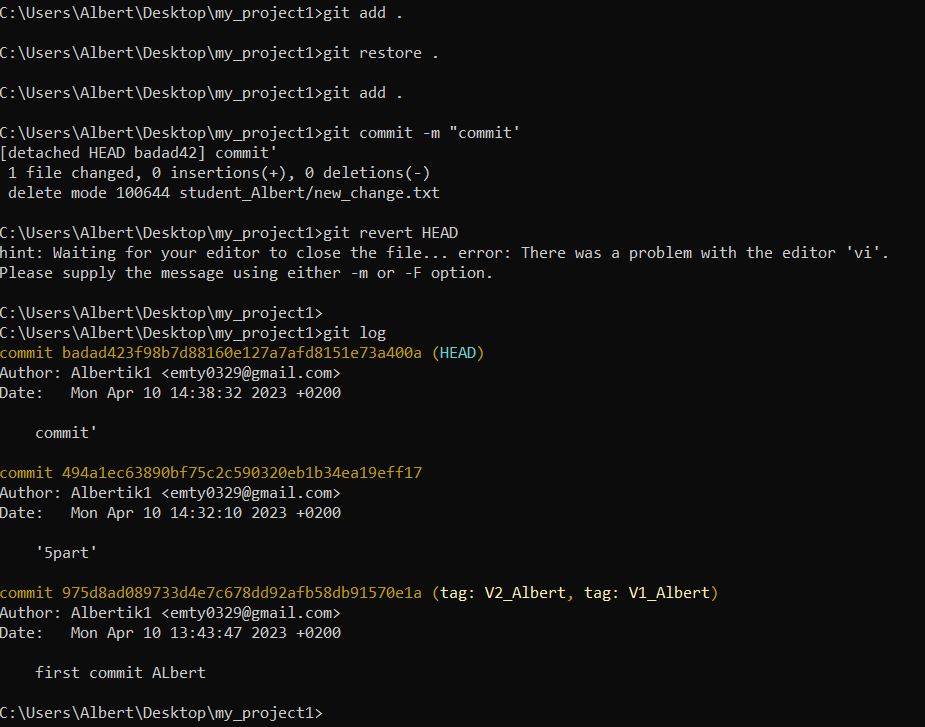 C:\Users\Albert\Desktop\my_project1>git add .
C:\Users\Albert\Desktop\my_project1>git restore .
C:\Users\Albert\Desktop\my_project1>git add .
C:\Users\Albert\Desktop\my_project1>git commit -m "commit'
[detached HEAD badad42] commit'
 1 file changed, 0 insertions(+), 0 deletions(-)
 delete mode 100644 student_Albert/new_change.txt
C:\Users\Albert\Desktop\my_project1>git revert HEAD
hint: Waiting for your editor to close the file... error: There was a problem with the editor 'vi'.
Please supply the message using either -m or -F option.
C:\Users\Albert\Desktop\my_project1>
C:\Users\Albert\Desktop\my_project1>git log
commit badad423f98b7d88160e127a7afd8151e73a400a (HEAD)
Author: Albertik1 <emty0329@gmail.com>
Date:   Mon Apr 10 14:38:32 2023 +0200
    commit'
commit 494a1ec63890bf75c2c590320eb1b34ea19eff17
Author: Albertik1 <emty0329@gmail.com>
Date:   Mon Apr 10 14:32:10 2023 +0200
    '5part'
commit 975d8ad089733d4e7c678dd92afb58db91570e1a (tag: V2_Albert, tag: V1_Albert)
Author: Albertik1 <emty0329@gmail.com>
Date:   Mon Apr 10 13:43:47 2023 +0200
    first commit ALbert
C:\Users\Albert\Desktop\my_project1>